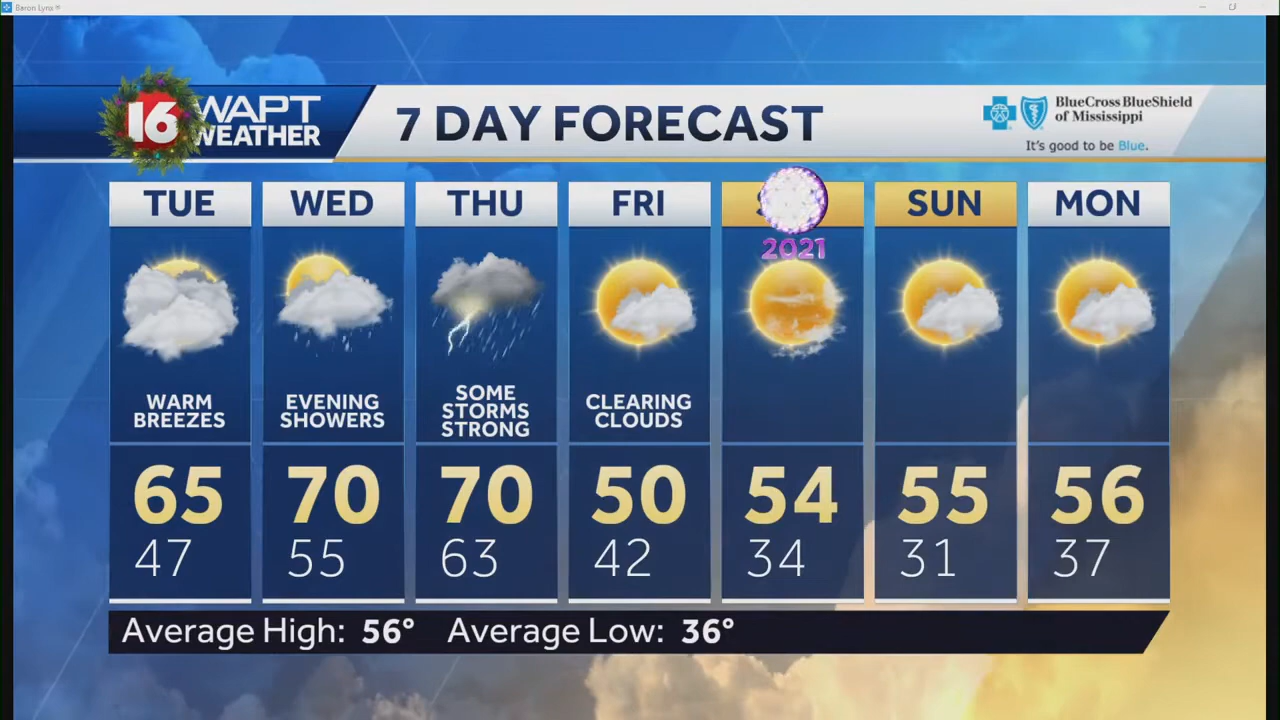 Baron Lynx
16 WAPT
WEATHER
7 DAY FORECAST
BlueCross BlueShield
of Mississippi
It's good to be Blue.
TUE WED THU FRI SUN MON
2021
WARM
BREEZES
EVENING
SHOWERS
SOME
STORMS
STRONG
CLEARING
CLOUDS
65 70 70 50 54 55 56
47 55 63 42 34 31 37
Average High: 56° Average Low: 36°